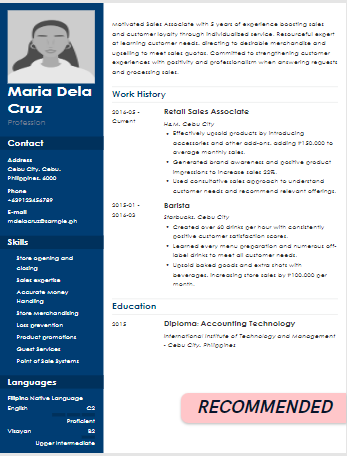 Maria Dela
Cruz
Profession
Contact
Address
Cebu City, Cebu,
Philippines, 6000
Phone
+639123456789
E-mail
mdelacruz@sample.ph
Skills
Store opening and
closing
Sales expertise
Accurate Money
Handling
Store Merchandising
Loss prevention
Product promotions
Guest Services
Point of Sale Systems
Languages
Filipino Native Language
English C2
Proficient
Visayan B2
Upper Intermediate
Motivated Sales Associate with 5 years of experience boosting sales
and customer loyalty through individualized service. Resourceful expert
at learning customer needs, directing to desirable merchandise and
upselling to meet sales quotas. Committed to strengthening customer
experiences with positivity and professionalism when answering requests
and processing sales.
Work History
2016-05 -
Current
Retail Sales Associate
H&M, Cebu City
• Effectively upsold products by introducing
accessories and other add-ons, adding ₱150,000 to
average monthly sales.
• Generated brand awareness and positive product
impressions to increase sales 22%.
• Used consultative sales approach to understand
customer needs and recommend relevant offerings.
2015-01 -
2016-03
Barista
Starbucks, Cebu City
• Created over 60 drinks per hour with consistently
positive customer satisfaction scores.
• Learned every menu preparation and numerous off-
label drinks to meet all customer needs.
• Upsold baked goods and extra shots with
beverages, increasing store sales by ₱100,000 per
month.
Education
2015
Diploma: Accounting Technology
International Institute of Technology and Management
- Cebu City, Philippines
RECOMMENDED